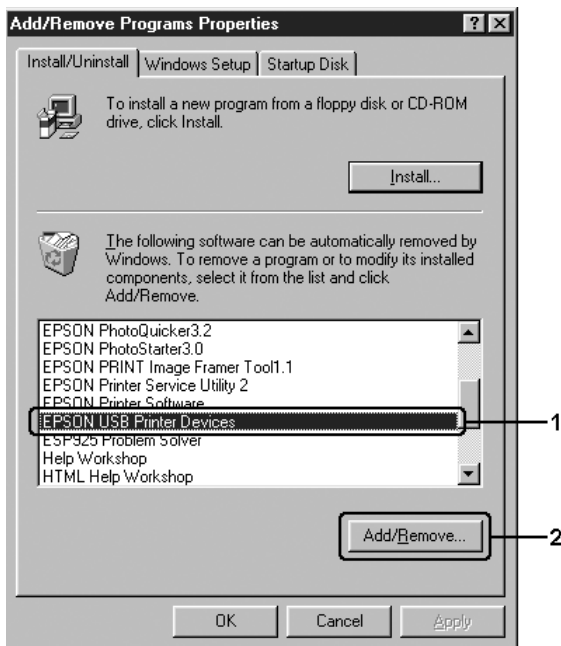 Add/Remove Programs Properties
Install/Uninstall Windows Setup Startup Disk
To install a new program from a floppy disk or CD-ROM
drive, click Install.
Install...
The following software can be automatically removed by
Windows. To remove a program or to modify its installed
components, select it from the list and click
Add/Remove.
EPSON PhotoQuicker3.2
EPSON PhotoStarter3.0
EPSON PRINT Image Framer Tool1.1
EPSON Printer Service Utility 2
EPSON Printer Software
EPSON USB Printer Devices
1
ESP925 Problem Solver
Help Workshop
HTML Help Workshop
Add/Remove...
2
OK Cancel Apply